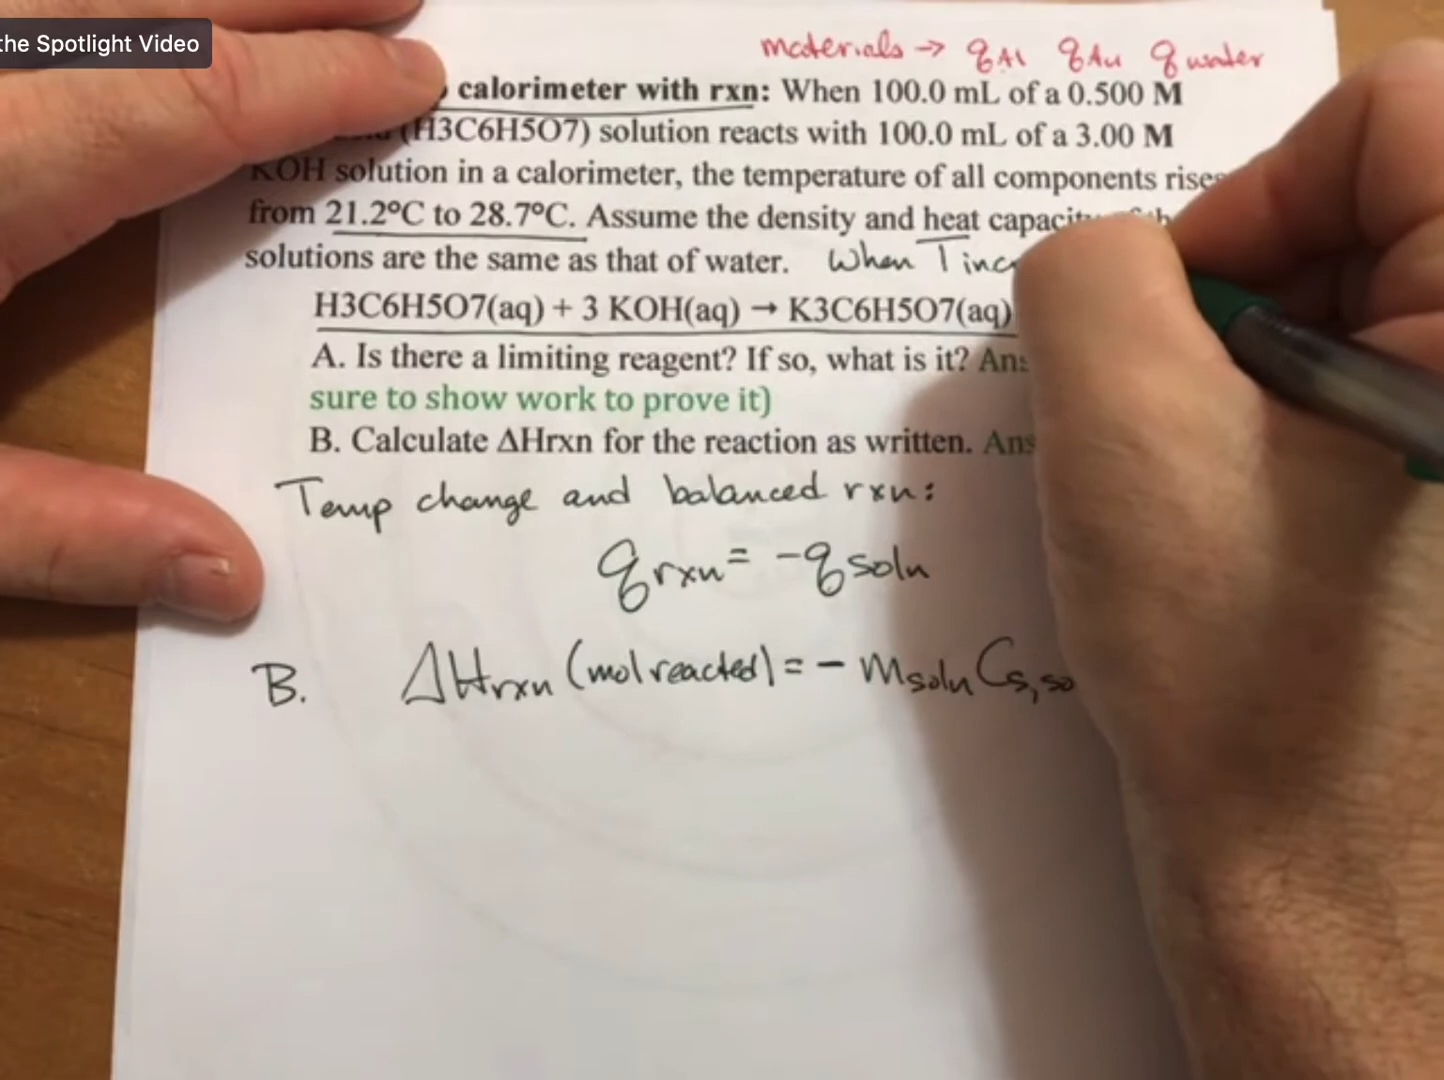 the Spotlight Video
materials → qAl qAu qwater
calorimeter with rxn: When 100.0 mL of a 0.500 M
(H3C6H5O7) solution reacts with 100.0 mL of a 3.00 M
KOH solution in a calorimeter, the temperature of all components rises
from 21.2°C to 28.7°C. Assume the density and heat capacity
solutions are the same as that of water. When T inc
H3C6H5O7(aq) + 3 KOH(aq) → K3C6H5O7(aq)
A. Is there a limiting reagent? If so, what is it? Ans
sure to show work to prove it)
B. Calculate ΔHrxn for the reaction as written. Ans
Temp change and balanced rxn:
qrxn = -qsoln
B. ΔHrxn (mol reacted) = - msoln Cs,so